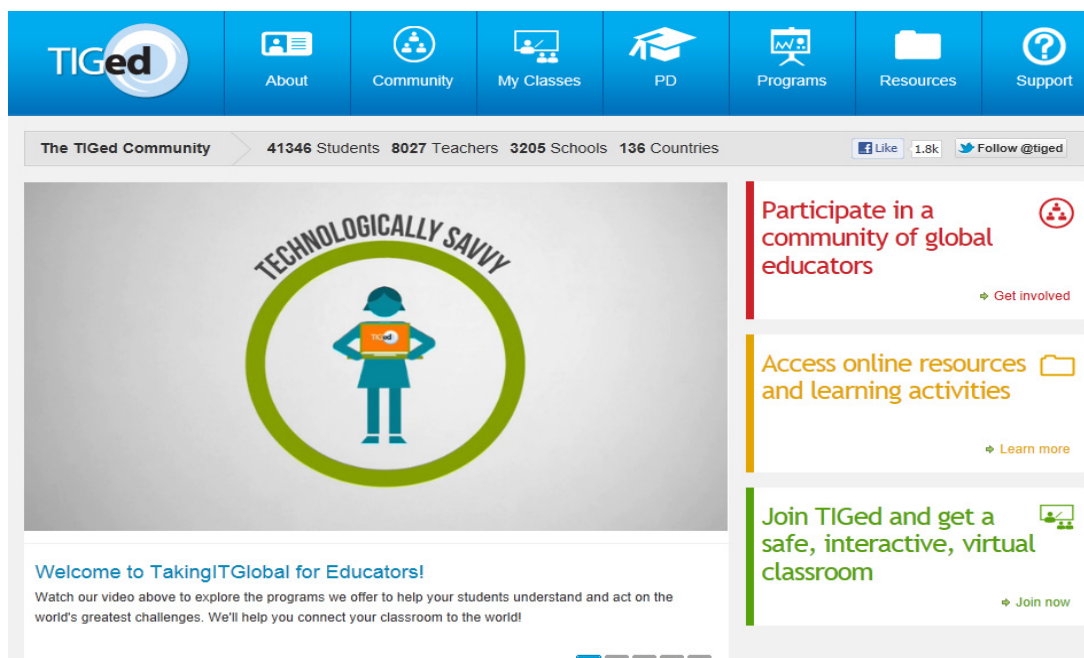 TIGed
About
Community
My Classes
PD
Programs
Resources
Support
The TIGed Community
41346 Students 8027 Teachers 3205 Schools 136 Countries
Like 1.8k
Follow @tiged
TECHNOLOGICALLY SAVVY
TIGed
Welcome to TakingITGlobal for Educators!
Watch our video above to explore the programs we offer to help your students understand and act on the
world's greatest challenges. We'll help you connect your classroom to the world!
Participate in a
community of global
educators
Get involved
Access online resources
and learning activities
Learn more
Join TIGed and get a
safe, interactive, virtual
classroom
Join now